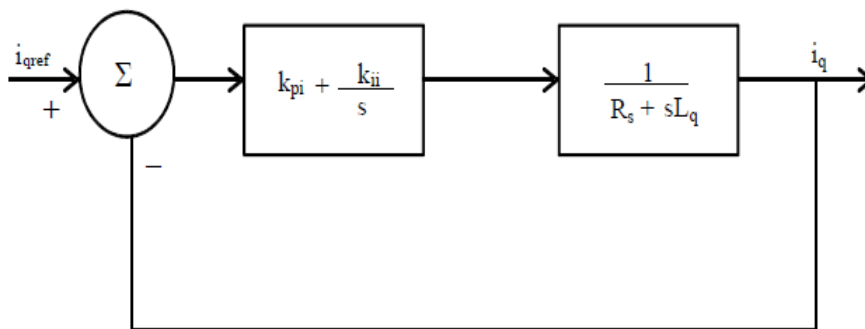 i_qref
+
Σ
−
k_pi + k_ii / s
1 / R_s + sL_q
i_q